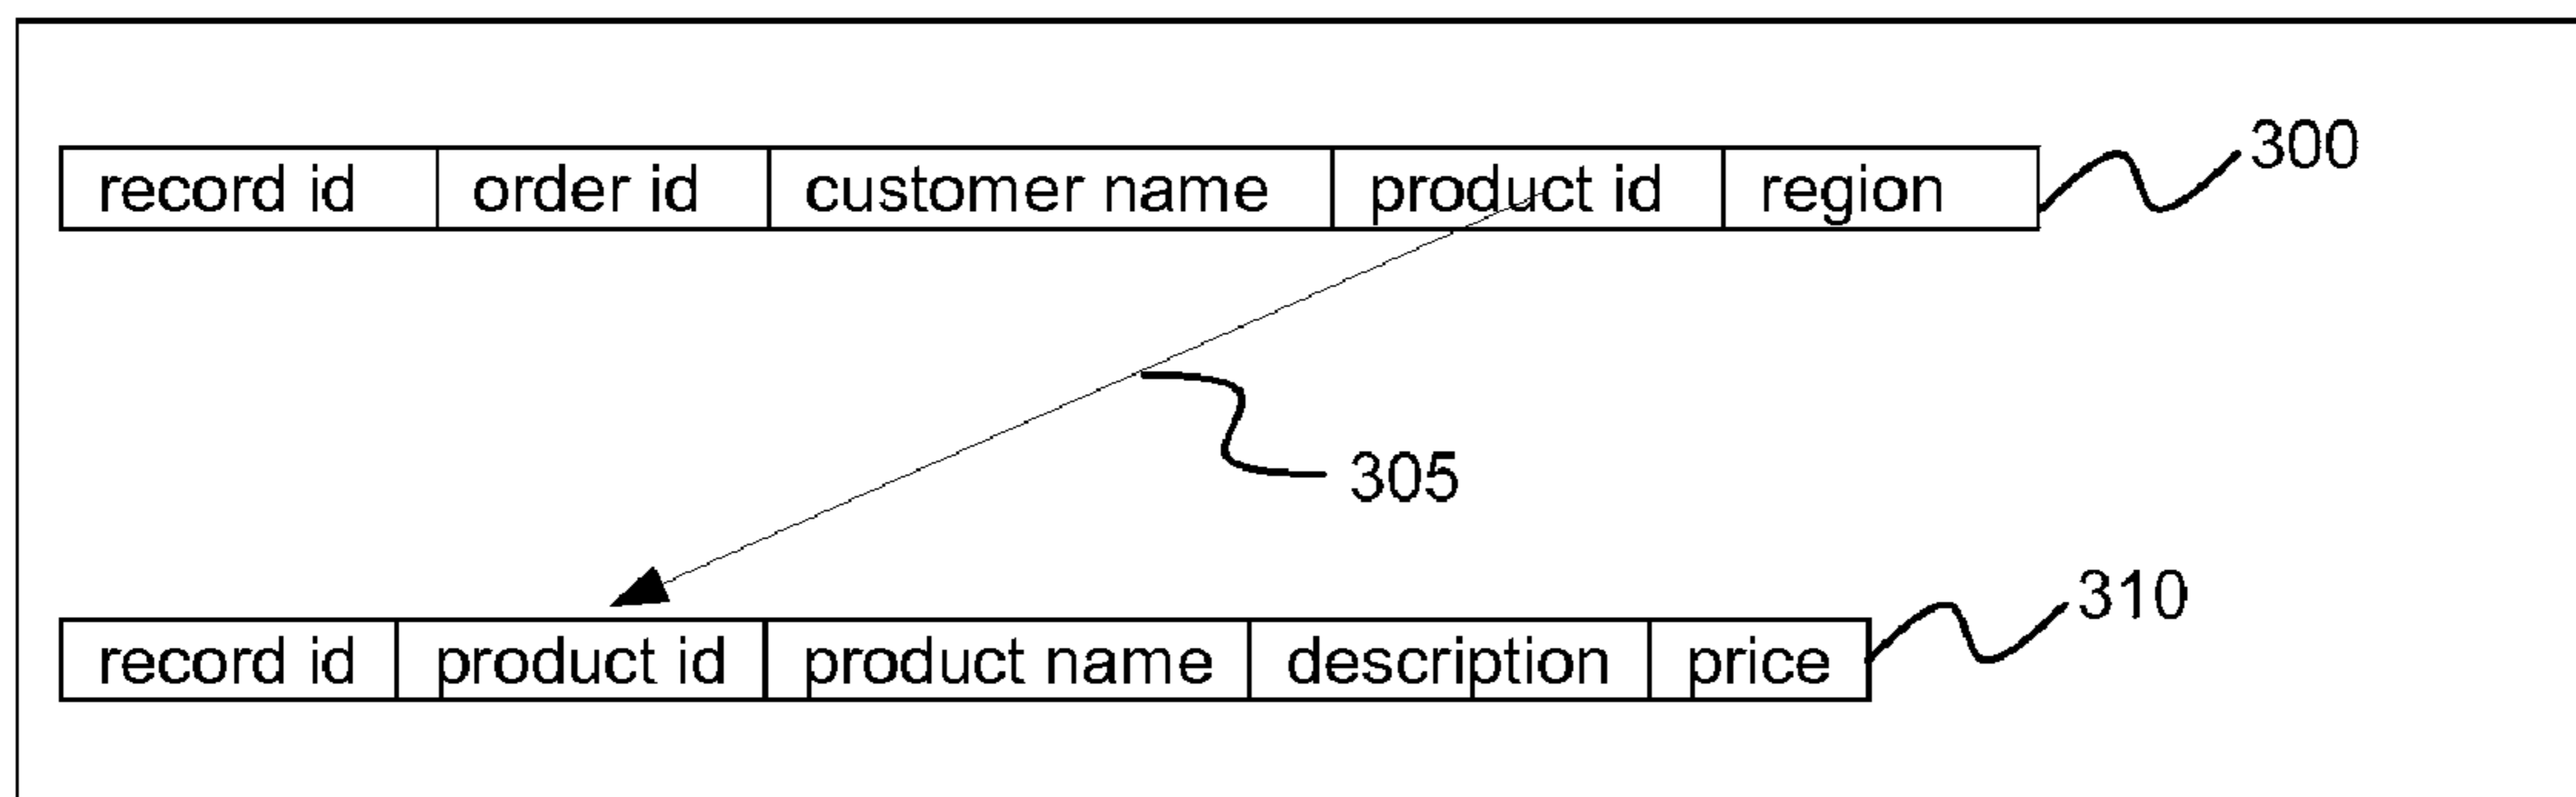 record id order id customer name product id region 300
305
record id product id product name description price 310